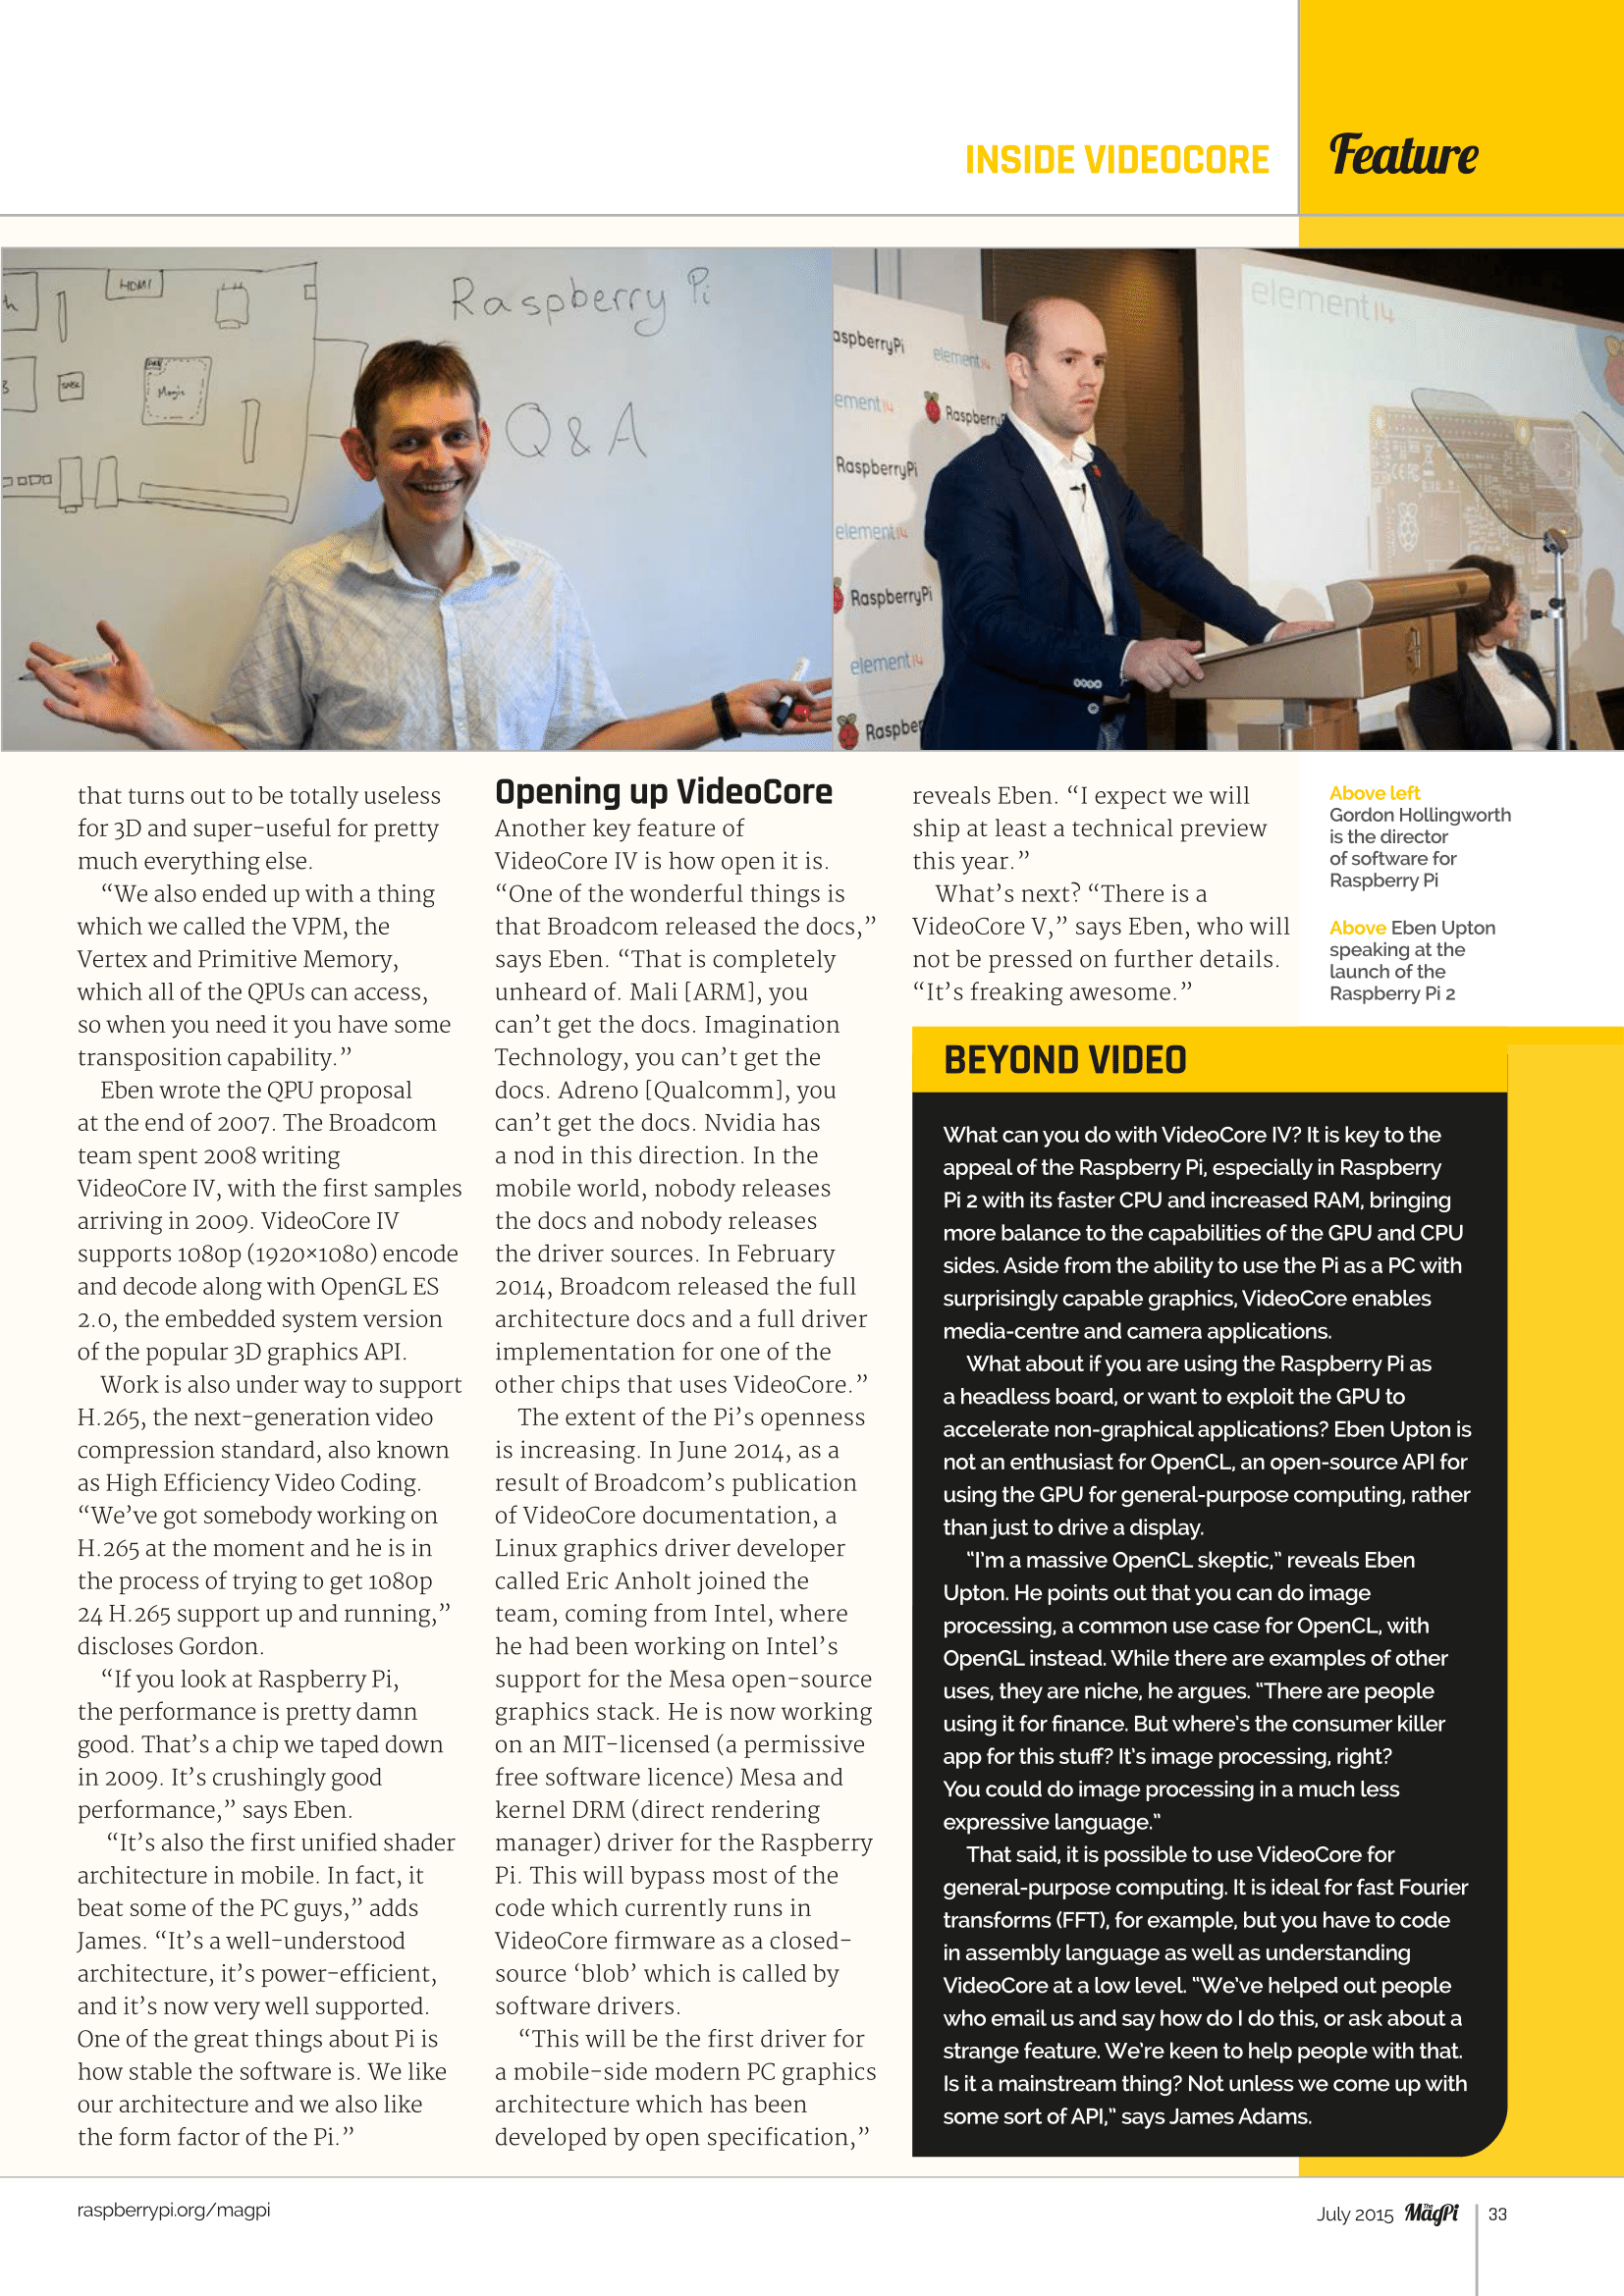 INSIDE VIDEOCORE
Feature
HDMI
Magic
Raspberry Pi
Q & A
aspberryPi
element14
ement14
RaspberryP
RaspberryPi
element14
RaspberryPi
element14
Raspber
element14
that turns out to be totally useless
for 3D and super-useful for pretty
much everything else.
“We also ended up with a thing
which we called the VPM, the
Vertex and Primitive Memory,
which all of the QPUs can access,
so when you need it you have some
transposition capability.”
Eben wrote the QPU proposal
at the end of 2007. The Broadcom
team spent 2008 writing
VideoCore IV, with the first samples
arriving in 2009. VideoCore IV
supports 1080p (1920×1080) encode
and decode along with OpenGL ES
2.0, the embedded system version
of the popular 3D graphics API.
Work is also under way to support
H.265, the next-generation video
compression standard, also known
as High Efficiency Video Coding.
“We’ve got somebody working on
H.265 at the moment and he is in
the process of trying to get 1080p
24 H.265 support up and running,”
discloses Gordon.
“If you look at Raspberry Pi,
the performance is pretty damn
good. That’s a chip we taped down
in 2009. It’s crushingly good
performance,” says Eben.
“It’s also the first unified shader
architecture in mobile. In fact, it
beat some of the PC guys,” adds
James. “It’s a well-understood
architecture, it’s power-efficient,
and it’s now very well supported.
One of the great things about Pi is
how stable the software is. We like
our architecture and we also like
the form factor of the Pi.”
Opening up VideoCore
Another key feature of
VideoCore IV is how open it is.
“One of the wonderful things is
that Broadcom released the docs,”
says Eben. “That is completely
unheard of. Mali [ARM], you
can’t get the docs. Imagination
Technology, you can’t get the
docs. Adreno [Qualcomm], you
can’t get the docs. Nvidia has
a nod in this direction. In the
mobile world, nobody releases
the docs and nobody releases
the driver sources. In February
2014, Broadcom released the full
architecture docs and a full driver
implementation for one of the
other chips that uses VideoCore.”
The extent of the Pi’s openness
is increasing. In June 2014, as a
result of Broadcom’s publication
of VideoCore documentation, a
Linux graphics driver developer
called Eric Anholt joined the
team, coming from Intel, where
he had been working on Intel’s
support for the Mesa open-source
graphics stack. He is now working
on an MIT-licensed (a permissive
free software licence) Mesa and
kernel DRM (direct rendering
manager) driver for the Raspberry
Pi. This will bypass most of the
code which currently runs in
VideoCore firmware as a closed-
source ‘blob’ which is called by
software drivers.
“This will be the first driver for
a mobile-side modern PC graphics
architecture which has been
developed by open specification,”
reveals Eben. “I expect we will
ship at least a technical preview
this year.”
What’s next? “There is a
VideoCore V,” says Eben, who will
not be pressed on further details.
“It’s freaking awesome.”
Above left
Gordon Hollingworth
is the director
of software for
Raspberry Pi
Above Eben Upton
speaking at the
launch of the
Raspberry Pi 2
BEYOND VIDEO
What can you do with VideoCore IV? It is key to the
appeal of the Raspberry Pi, especially in Raspberry
Pi 2 with its faster CPU and increased RAM, bringing
more balance to the capabilities of the GPU and CPU
sides. Aside from the ability to use the Pi as a PC with
surprisingly capable graphics, VideoCore enables
media-centre and camera applications.
What about if you are using the Raspberry Pi as
a headless board, or want to exploit the GPU to
accelerate non-graphical applications? Eben Upton is
not an enthusiast for OpenCL, an open-source API for
using the GPU for general-purpose computing, rather
than just to drive a display.
“I’m a massive OpenCL skeptic,” reveals Eben
Upton. He points out that you can do image
processing, a common use case for OpenCL, with
OpenGL instead. While there are examples of other
uses, they are niche, he argues. “There are people
using it for finance. But where’s the consumer killer
app for this stuff? It’s image processing, right?
You could do image processing in a much less
expressive language.”
That said, it is possible to use VideoCore for
general-purpose computing. It is ideal for fast Fourier
transforms (FFT), for example, but you have to code
in assembly language as well as understanding
VideoCore at a low level. “We’ve helped out people
who email us and say how do I do this, or ask about a
strange feature. We’re keen to help people with that.
Is it a mainstream thing? Not unless we come up with
some sort of API,” says James Adams.
raspberrypi.org/magpi
July 2015 The MagPi 33